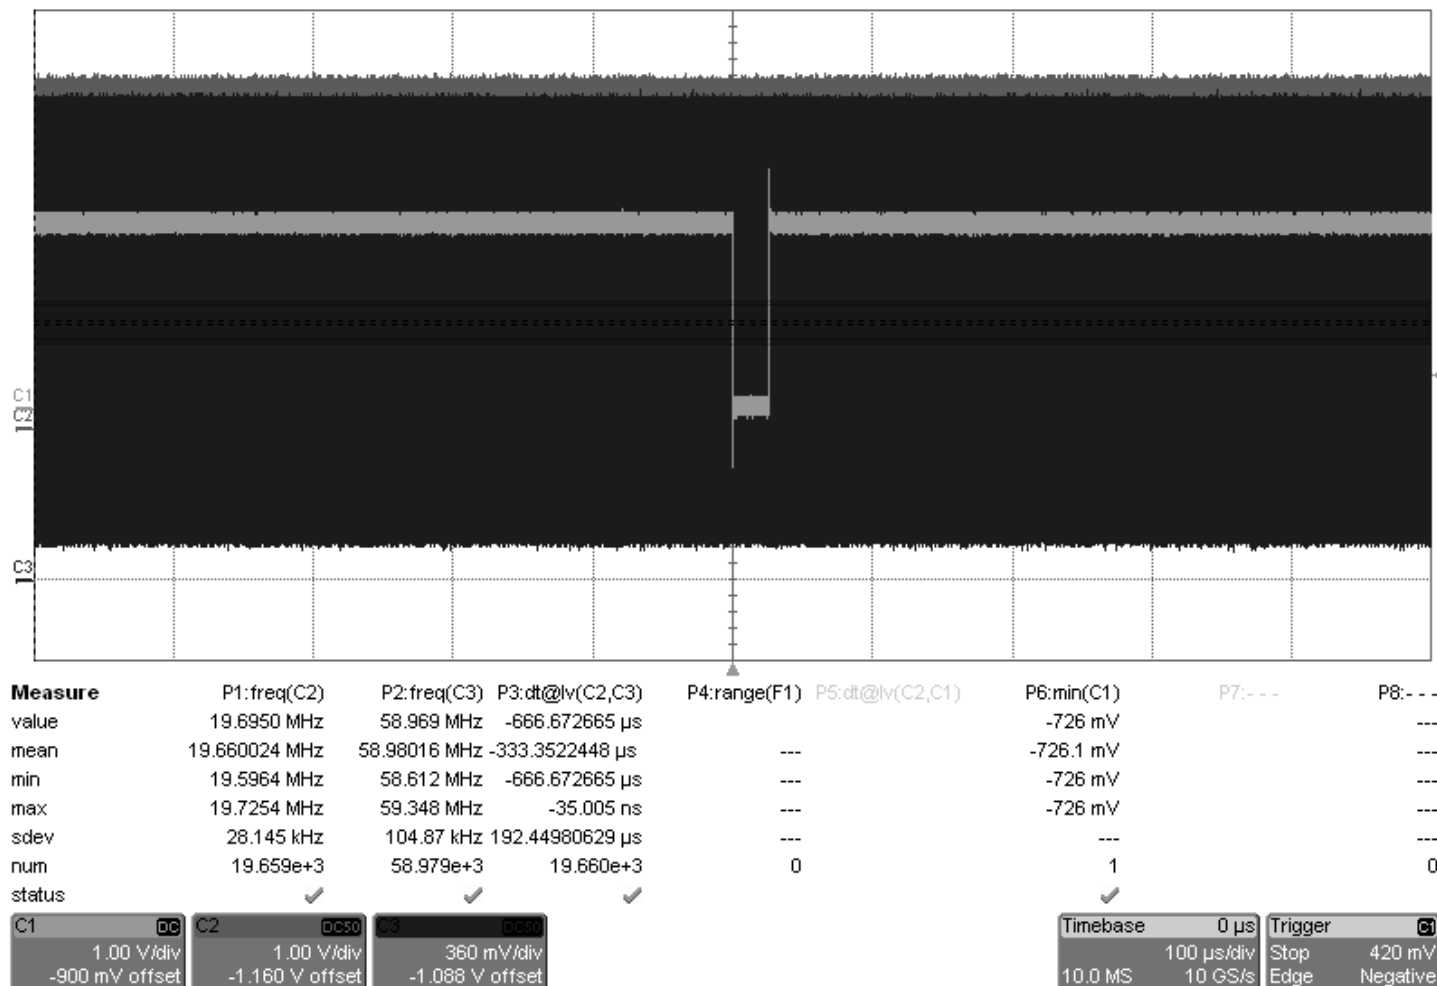 C1
C2
C3
Measure P1:freq(C2) P2:freq(C3) P3:dt@lv(C2,C3) P4:range(F1) P5:dt@lv(C2,C1) P6:min(C1) P7:- - - P8:- - -
value 19.6950 MHz 58.969 MHz -666.672665 µs -726 mV ---
mean 19.660024 MHz 58.98016 MHz -333.3522448 µs --- -726.1 mV ---
min 19.5964 MHz 58.612 MHz -666.672665 µs --- -726 mV ---
max 19.7254 MHz 59.348 MHz -35.005 ns --- -726 mV ---
sdev 28.145 kHz 104.87 kHz 192.44980629 µs --- --- ---
num 19.659e+3 58.979e+3 19.660e+3 0 1 0
status
C1 DC C2 DC50 C3 DC50 Timebase 0 µs Trigger C1
1.00 V/div 1.00 V/div 360 mV/div 100 µs/div Stop 420 mV
-900 mV offset -1.160 V offset -1.088 V offset 10.0 MS 10 GS/s Edge Negative